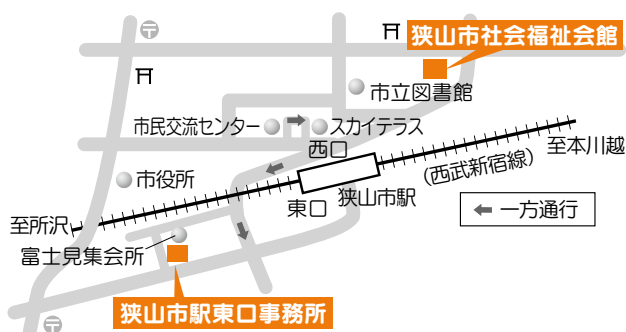 狭山市社会福祉会館
市立図書館
市民交流センター
スカイテラス
西口
至本川越
(西武新宿線)
市役所
狭山市駅
東口
一方通行
至所沢
富士見集会所
狭山市駅東口事務所